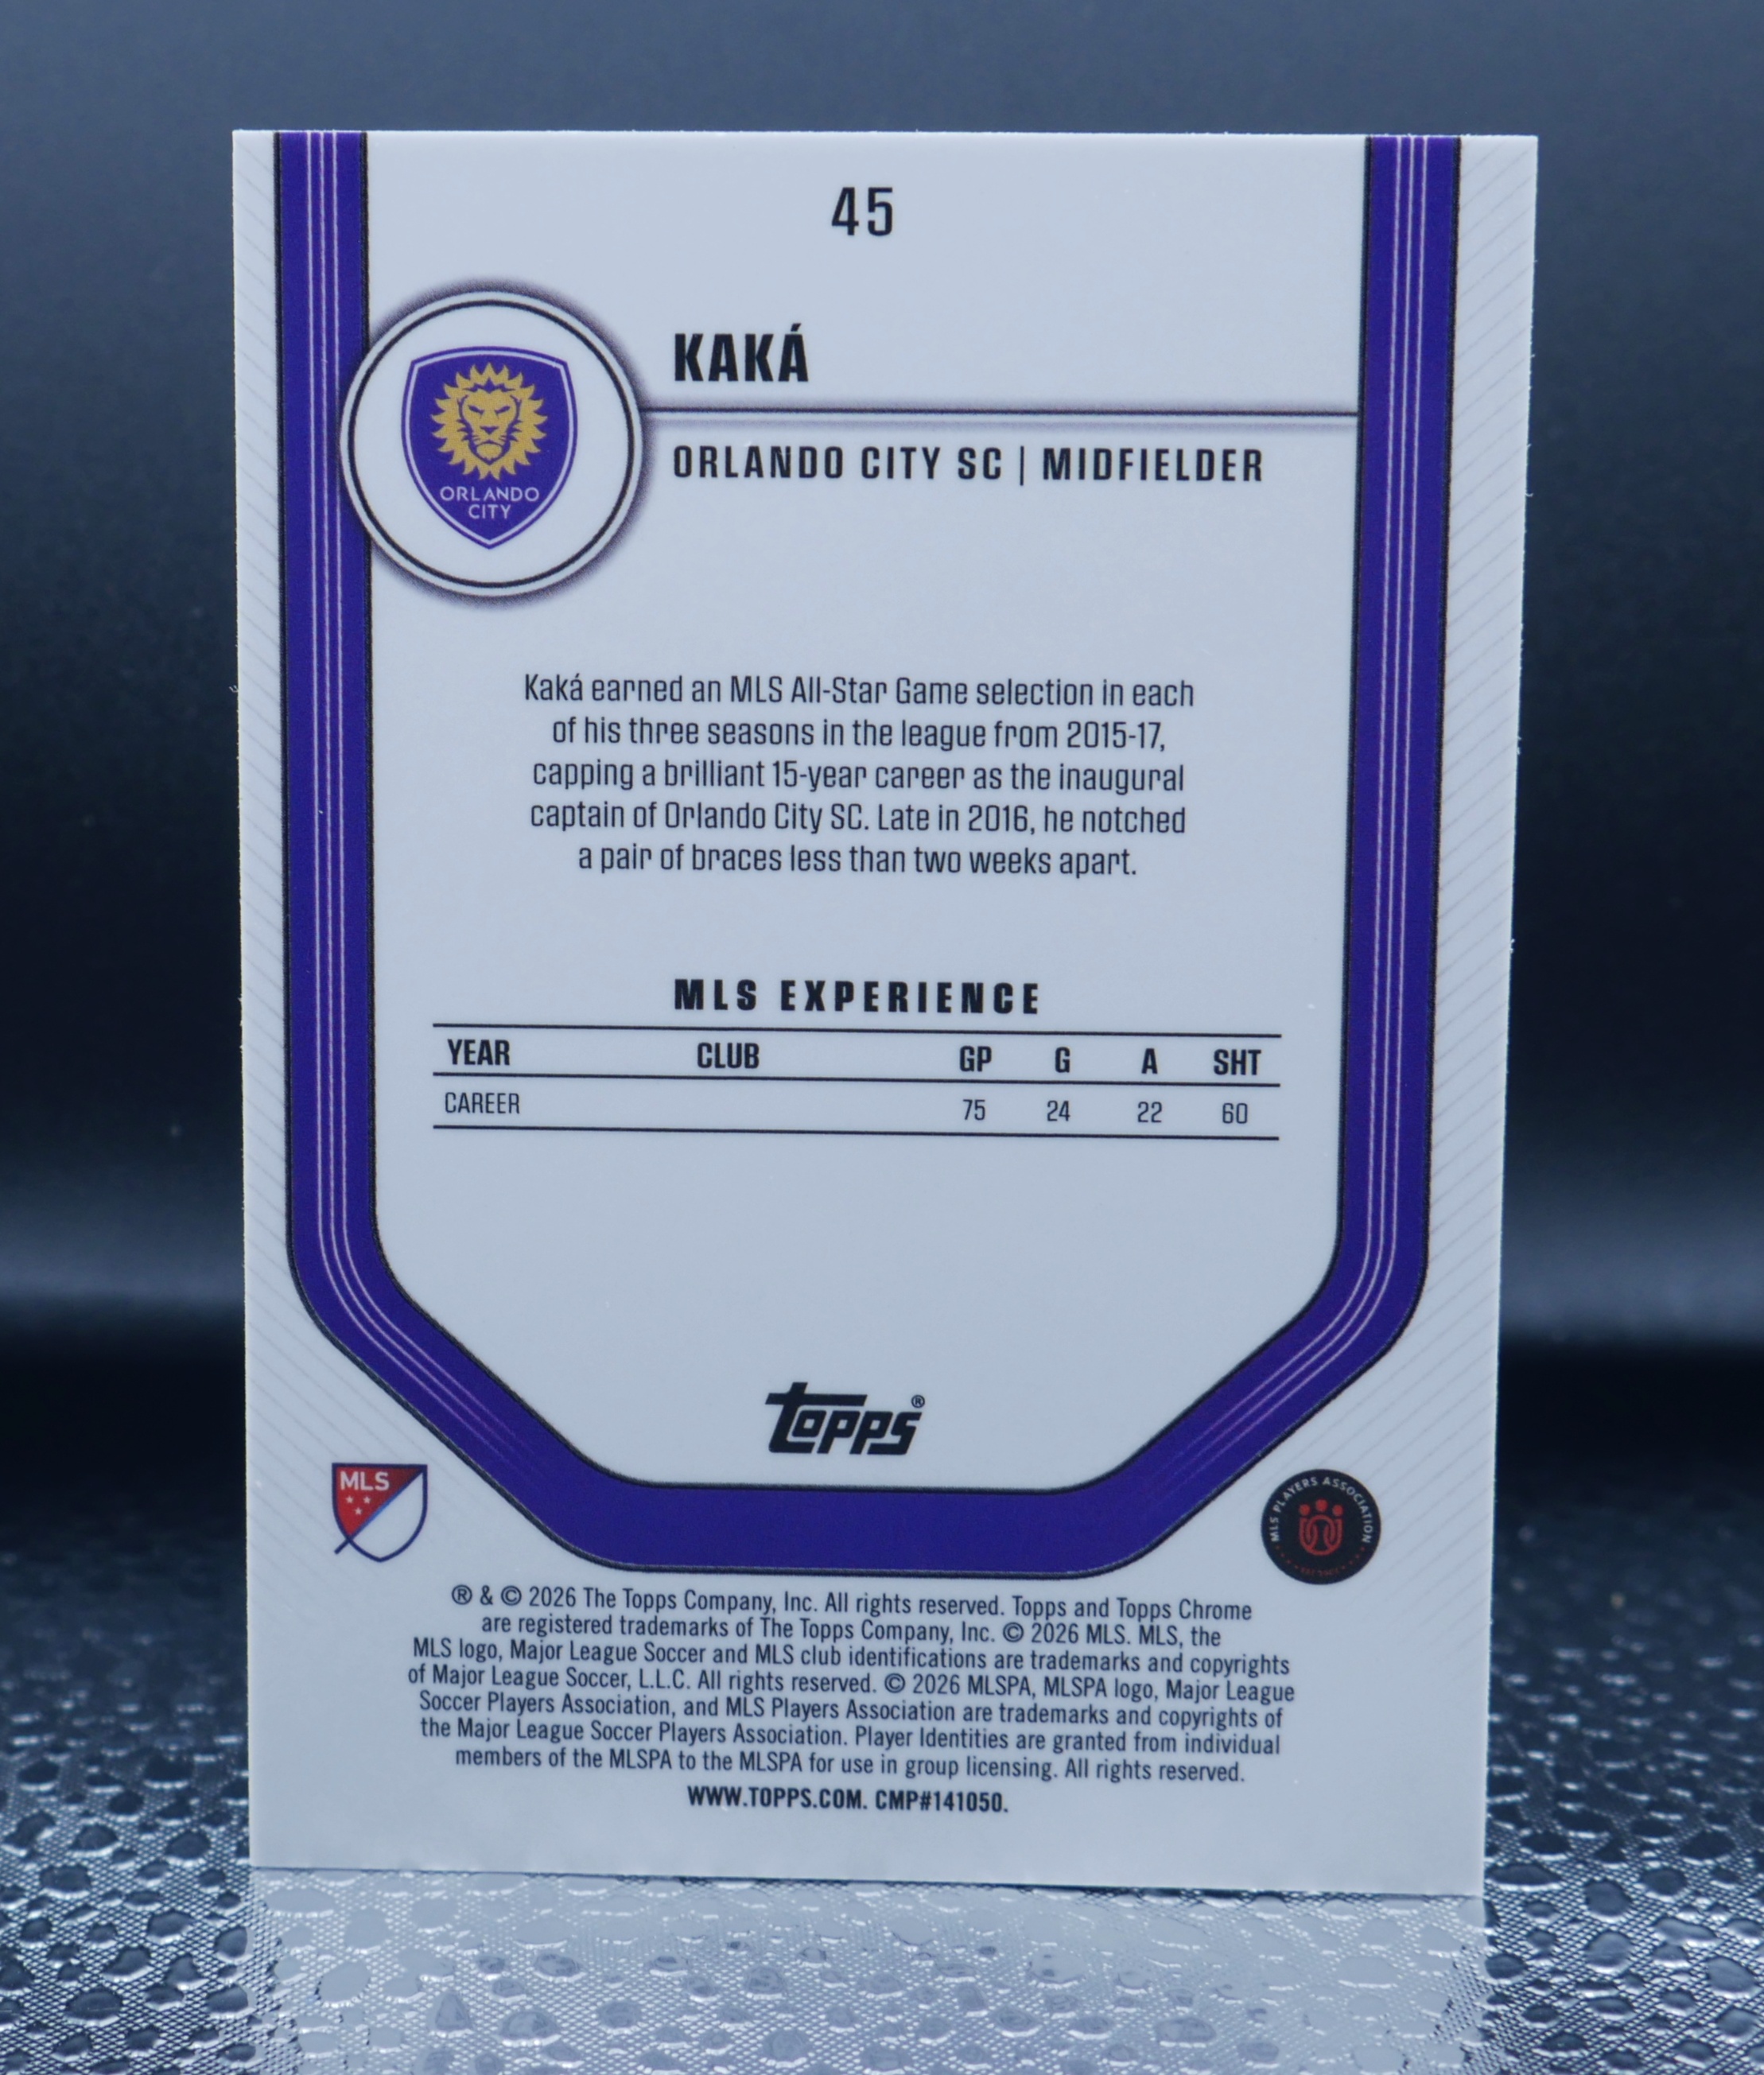 45
KAKÁ
ORLANDO CITY SC | MIDFIELDER
ORLANDO
CITY
Kaká earned an MLS All-Star Game selection in each
of his three seasons in the league from 2015-17,
capping a brilliant 15-year career as the inaugural
captain of Orlando City SC. Late in 2016, he notched
a pair of braces less than two weeks apart.
MLS EXPERIENCE
YEAR CLUB GP G A SHT
CAREER 75 24 22 60
topps®
MLS
MLS PLAYERS ASSOCIATION
® & © 2026 The Topps Company, Inc. All rights reserved. Topps and Topps Chrome
are registered trademarks of The Topps Company, Inc. © 2026 MLS. MLS, the
MLS logo, Major League Soccer and MLS club identifications are trademarks and copyrights
of Major League Soccer, L.L.C. All rights reserved. © 2026 MLSPA, MLSPA logo, Major League
Soccer Players Association, and MLS Players Association are trademarks and copyrights of
the Major League Soccer Players Association. Player Identities are granted from individual
members of the MLSPA to the MLSPA for use in group licensing. All rights reserved.
WWW.TOPPS.COM. CMP#141050.